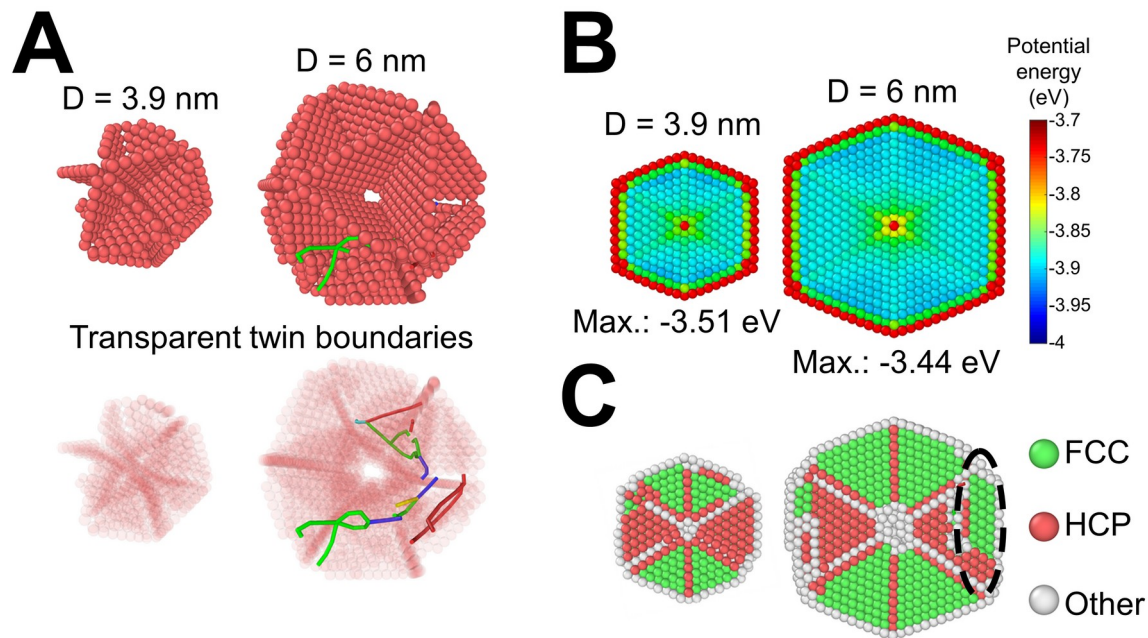 A
D = 3.9 nm
D = 6 nm
Transparent twin boundaries
B
D = 3.9 nm
D = 6 nm
Max.: -3.51 eV
Max.: -3.44 eV
Potential
energy
(eV)
-3.7
-3.75
-3.8
-3.85
-3.9
-3.95
-4
C
FCC
HCP
Other